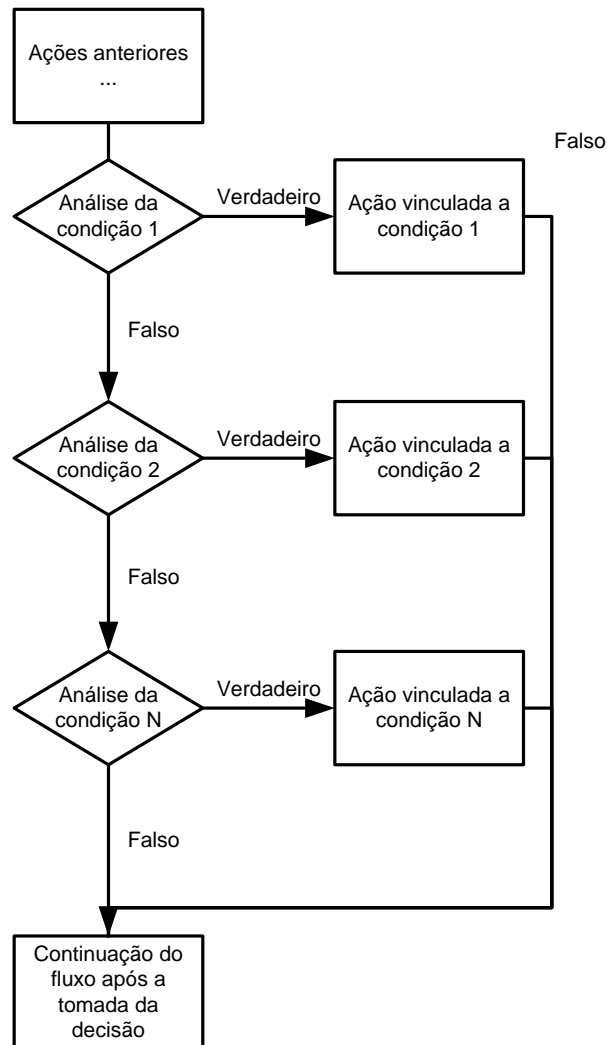 Ações anteriores
...
Falso
Análise da
condição 1
Verdadeiro
Ação vinculada a
condição 1
Falso
Análise da
condição 2
Verdadeiro
Ação vinculada a
condição 2
Falso
Análise da
condição N
Verdadeiro
Ação vinculada a
condição N
Falso
Continuação do
fluxo após a
tomada da
decisão